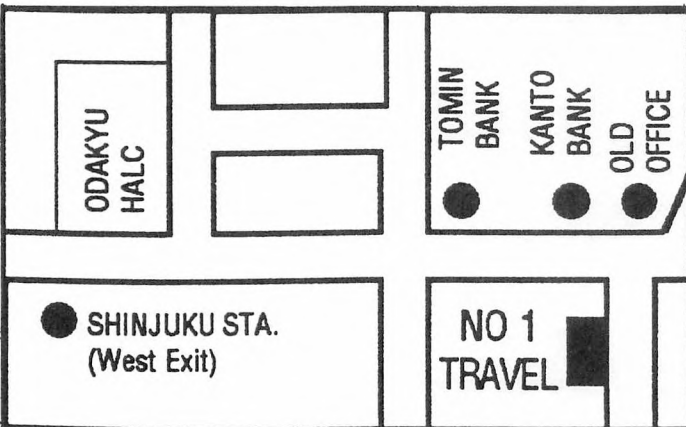 ODAKYU
HALC
TOMIN
BANK
KANTO
BANK
OLD
OFFICE
SHINJUKU STA.
(West Exit)
NO 1
TRAVEL